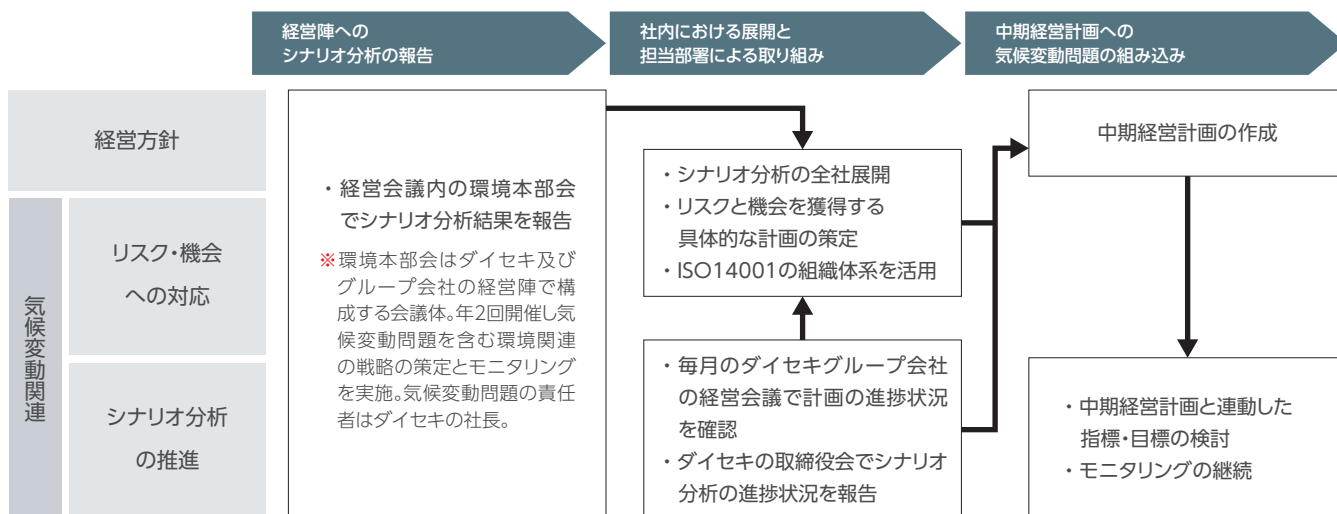 経営陣への
シナリオ分析の報告
社内における展開と
担当部署による取り組み
中期経営計画への
気候変動問題の組み込み
経営方針
気候変動関連
リスク・機会
への対応
シナリオ分析
の推進
・経営会議内の環境本部会
でシナリオ分析結果を報告
※環境本部会はダイセキ及び
グループ会社の経営陣で構
成する会議体。年2回開催し気
候変動問題を含む環境関連
の戦略の策定とモニタリング
を実施。気候変動問題の責任
者はダイセキの社長。
・シナリオ分析の全社展開
・リスクと機会を獲得する
具体的な計画の策定
・ISO14001の組織体系を活用
・毎月のダイセキグループ会社
の経営会議で計画の進捗状況
を確認
・ダイセキの取締役会でシナリオ
分析の進捗状況を報告
中期経営計画の作成
・中期経営計画と連動した
指標・目標の検討
・モニタリングの継続